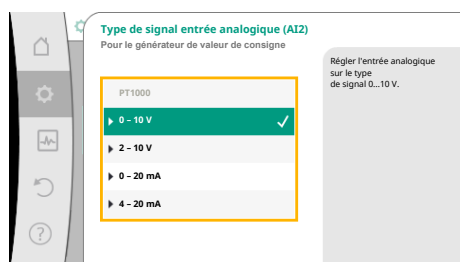 Type de signal entrée analogique (AI2)
Pour le générateur de valeur de consigne
Régler l'entrée analogique
sur le type
de signal 0...10 V.
PT1000
0 – 10 V
2 – 10 V
0 – 20 mA
4 – 20 mA
?